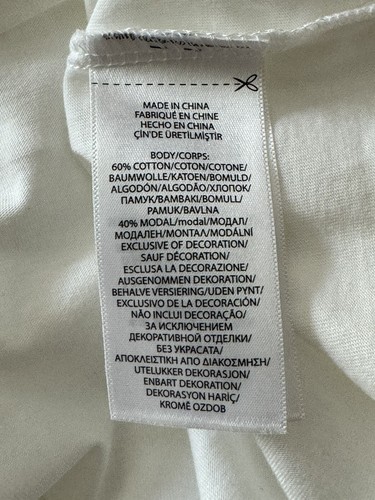 MADE IN CHINA
FABRIQUÉ EN CHINE
HECHO EN CHINA
ÇİN'DE ÜRETİLMİŞTİR
BODY/CORPS:
60% COTTON/COTON/COTONE/
BAUMWOLLE/KATOEN/BOMULD/
ALGODÓN/ALGODÃO/ХЛОПОК/
ПАМУК/ΒΑΜΒΑΚΙ/BOMULL/
PAMUK/BAVLNA
40% MODAL/modal/МОДАЛ/
МОДАЛЕН/ΜΟΝΤΑΛ/MODÁLNÍ
EXCLUSIVE OF DECORATION/
SAUF DÉCORATION/
ESCLUSA LA DECORAZIONE/
AUSGENOMMEN DEKORATION/
BEHALVE VERSIERING/UDEN PYNT/
EXCLUSIVO DE LA DECORACIÓN/
NÃO INCLUI DECORAÇÃO/
ЗА ИСКЛЮЧЕНИЕМ
ДЕКОРАТИВНОЙ ОТДЕЛКИ/
БЕЗ УКРАСАТА/
ΑΠΟΚΛΕΙΣΤΙΚΗ ΑΠΟ ΔΙΑΚΟΣΜΗΣΗ/
UTELUKKER DEKORASJON/
ENBART DEKORATION/
DEKORASYON HARİÇ/
KROMĚ OZDOB